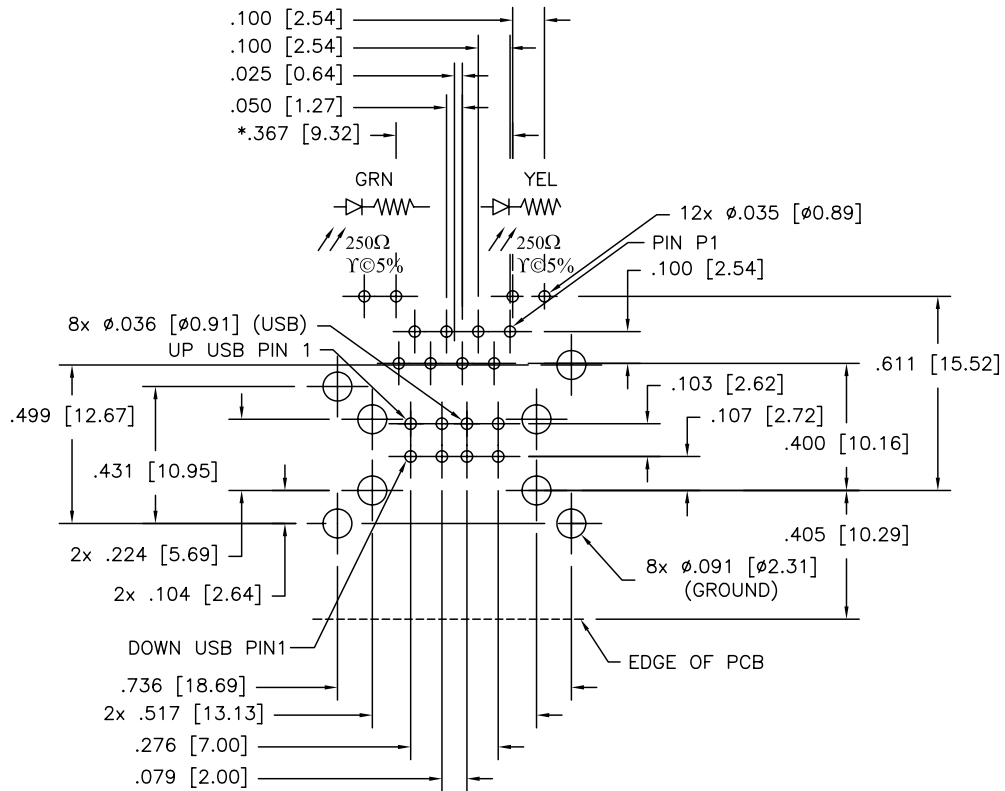 .100 [2.54]
.100 [2.54]
.025 [0.64]
.050 [1.27]
*.367 [9.32]
GRN
YEL
12x ø.035 [ø0.89]
PIN P1
250Ω
ϒ©5%
250Ω
ϒ©5%
.100 [2.54]
8x ø.036 [ø0.91] (USB)
UP USB PIN 1
.611 [15.52]
.103 [2.62]
.499 [12.67]
.107 [2.72]
.400 [10.16]
.431 [10.95]
.405 [10.29]
2x .224 [5.69]
8x ø.091 [ø2.31]
(GROUND)
2x .104 [2.64]
DOWN USB PIN1
EDGE OF PCB
.736 [18.69]
2x .517 [13.13]
.276 [7.00]
.079 [2.00]